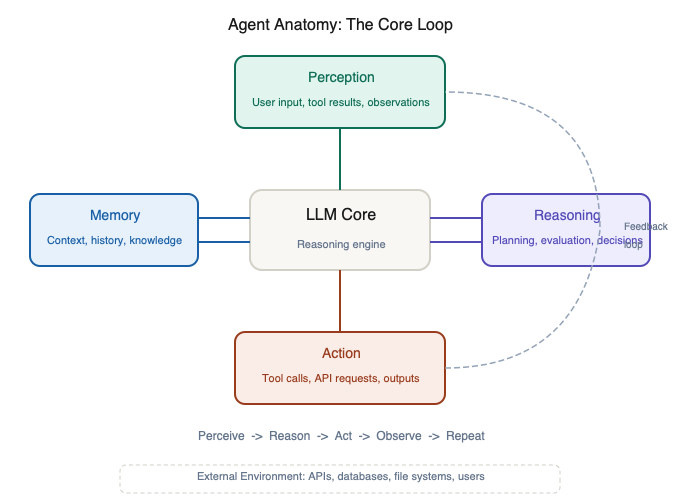 Agent Anatomy: The Core Loop
Perception
User input, tool results, observations
Memory
Context, history, knowledge
LLM Core
Reasoning engine
Reasoning
Planning, evaluation, decisions
Feedback
loop
Action
Tool calls, API requests, outputs
Perceive -> Reason -> Act -> Observe -> Repeat
External Environment: APIs, databases, file systems, users